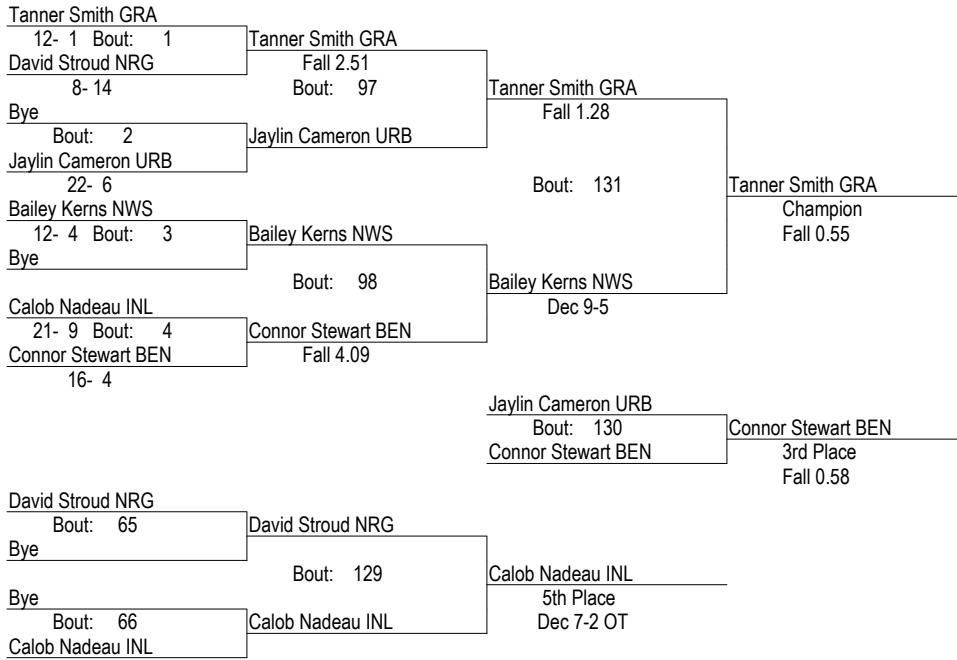 Tanner Smith GRA
12- 1 Bout: 1
Tanner Smith GRA
David Stroud NRG
Fall 2.51
8- 14
Bout: 97
Tanner Smith GRA
Bye
Fall 1.28
Bout: 2
Jaylin Cameron URB
Jaylin Cameron URB
22- 6
Bout: 131
Tanner Smith GRA
Bailey Kerns NWS
Champion
12- 4 Bout: 3
Bailey Kerns NWS
Fall 0.55
Bye
Bout: 98
Bailey Kerns NWS
Calob Nadeau INL
Dec 9-5
21- 9 Bout: 4
Connor Stewart BEN
Connor Stewart BEN
Fall 4.09
16- 4
Jaylin Cameron URB
Bout: 130
Connor Stewart BEN
Connor Stewart BEN
3rd Place
Fall 0.58
David Stroud NRG
Bout: 65
David Stroud NRG
Bye
Bout: 129
Calob Nadeau INL
Bye
5th Place
Bout: 66
Calob Nadeau INL
Dec 7-2 OT
Calob Nadeau INL